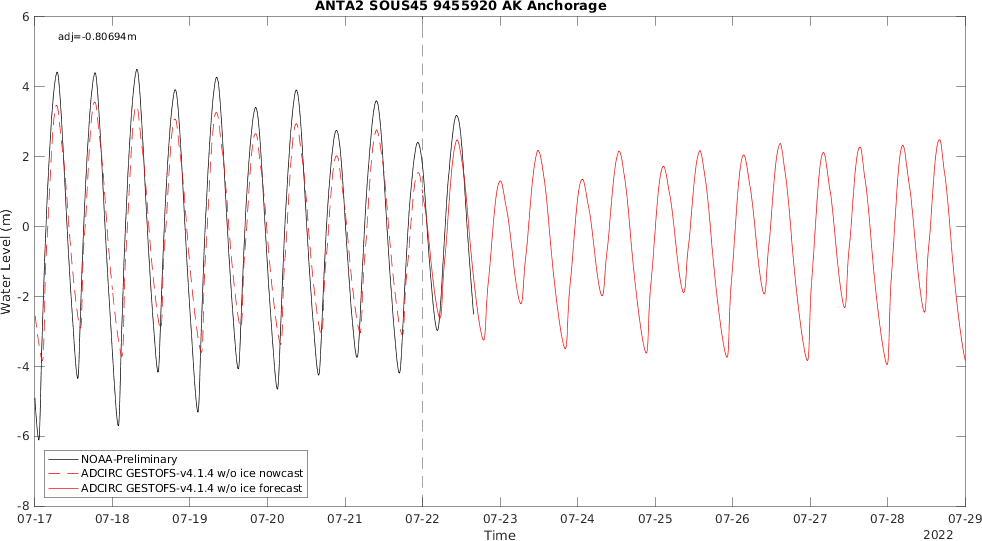 ANTA2 SOUS45 9455920 AK Anchorage
adj=-0.80694m
6
4
2
0
-2
-4
-6
-8
Water Level (m)
NOAA-Preliminary
ADCIRC GESTOFS-v4.1.4 w/o ice nowcast
ADCIRC GESTOFS-v4.1.4 w/o ice forecast
07-17 07-18 07-19 07-20 07-21 07-22 07-23 07-24 07-25 07-26 07-27 07-28 07-29
Time
2022